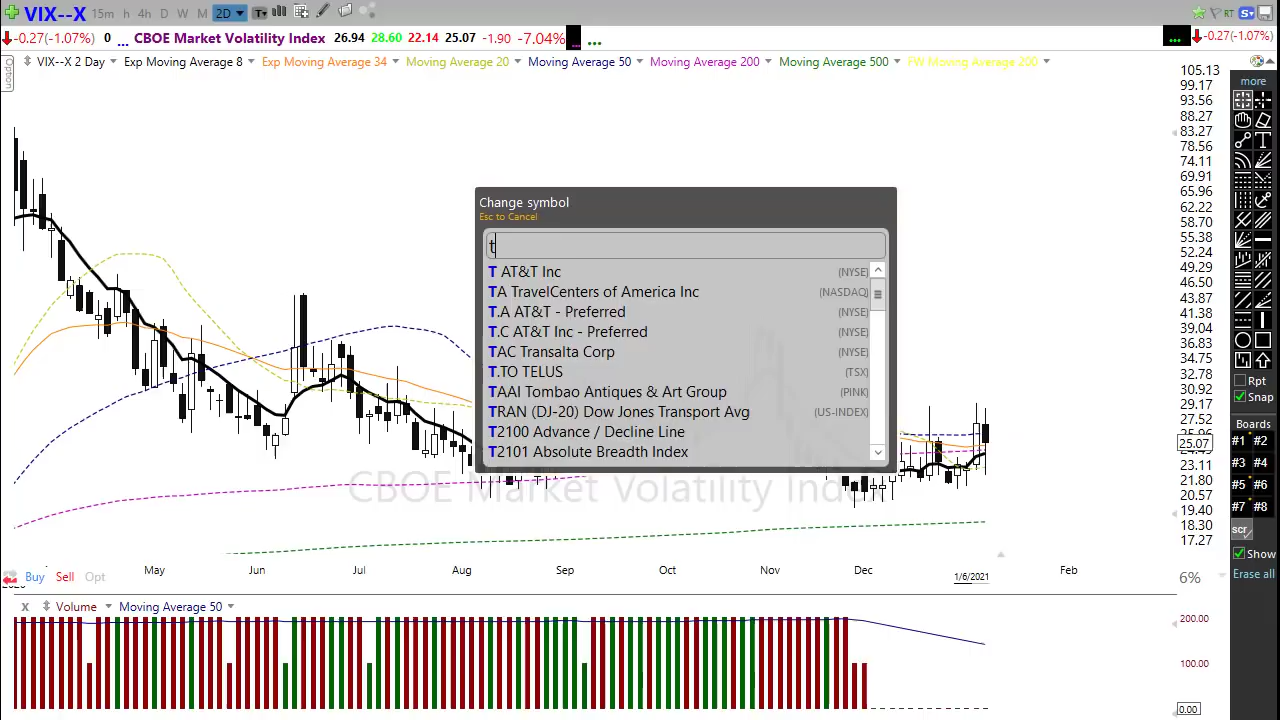 VIX--X 15m h 4h D W M 2D T RT S
-0.27(-1.07%) 0 ... CBOE Market Volatility Index 26.94 28.60 22.14 25.07 -1.90 -7.04% ... ... -0.27(-1.07%)
Option
VIX--X 2 Day Exp Moving Average 8 Exp Moving Average 34 Moving Average 20 Moving Average 50 Moving Average 200 Moving Average 500 FW Moving Average 200
105.13
99.17
93.56
88.27
83.27
78.56
74.11
69.91
65.96
62.22
58.70
55.38
52.24
49.29
46.50
43.87
41.38
39.04
36.83
34.75
32.78
30.92
29.17
27.52
25.07
23.11
21.80
20.57
19.40
18.30
17.27
more
Rpt
Snap
Boards
#1 #2
#3 #4
#5 #6
#7 #8
scr
Show
Erase all
Change symbol
Esc to Cancel
t
T AT&T Inc (NYSE)
TA TravelCenters of America Inc (NASDAQ)
T.A AT&T - Preferred (NYSE)
T.C AT&T Inc - Preferred (NYSE)
TAC Transalta Corp (NYSE)
T.TO TELUS (TSX)
TAAI Tombao Antiques & Art Group (PINK)
TRAN (DJ-20) Dow Jones Transport Avg (US-INDEX)
T2100 Advance / Decline Line
T2101 Absolute Breadth Index
CBOE Market Volatility Index
May Jun Jul Aug Sep Oct Nov Dec 1/6/2021 Feb
Buy Sell Opt
6%
x Volume Moving Average 50
200.00
100.00
0.00